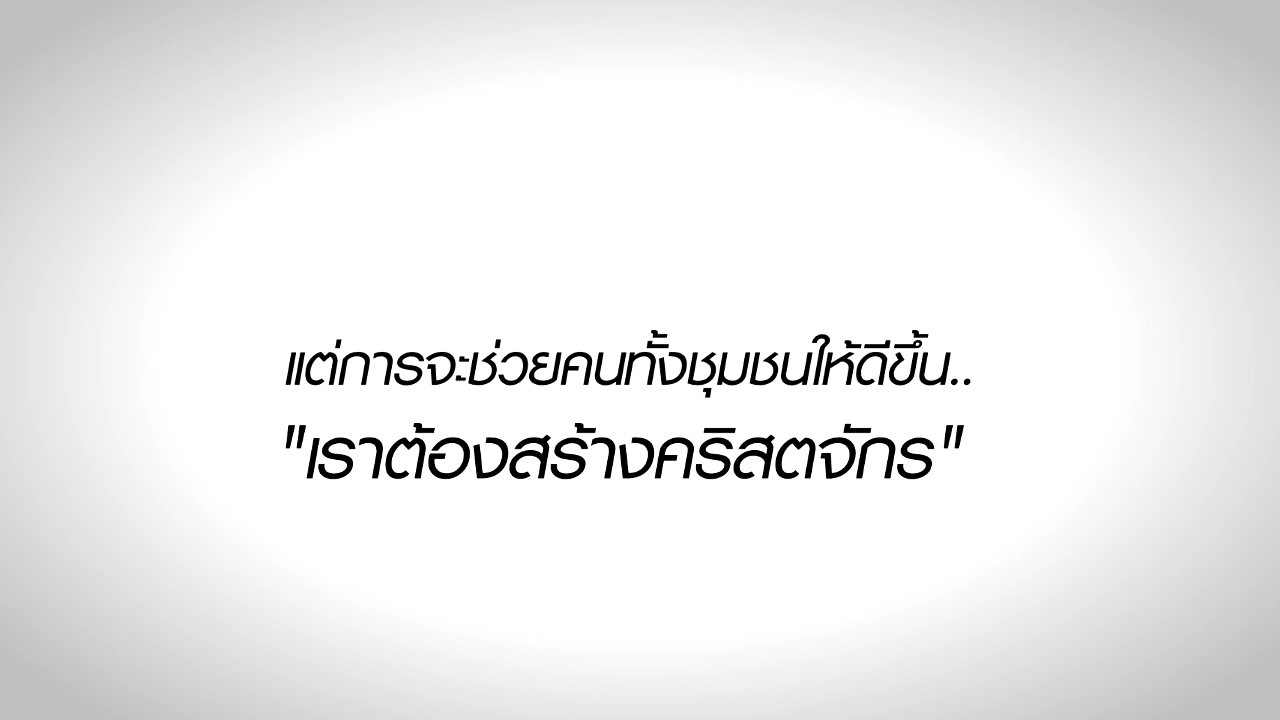 แต่การจะช่วยคนทั้งชุมชนให้ดีขึ้น..
"เราต้องสร้างคริสตจักร"